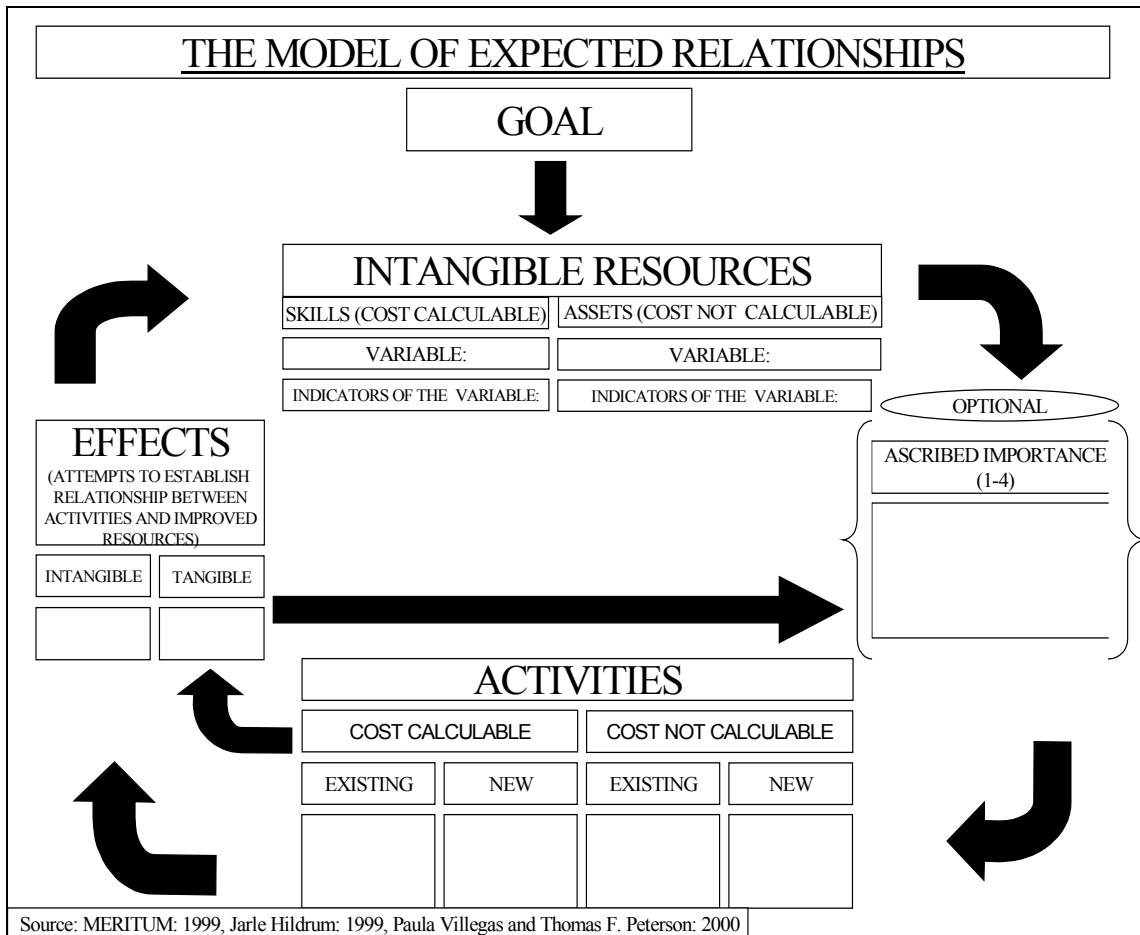 THE MODEL OF EXPECTED RELATIONSHIPS
GOAL
INTANGIBLE RESOURCES
SKILLS (COST CALCULABLE)
ASSETS (COST NOT CALCULABLE)
VARIABLE:
VARIABLE:
INDICATORS OF THE VARIABLE:
INDICATORS OF THE VARIABLE:
OPTIONAL
ASCRIBED IMPORTANCE
(1-4)
EFFECTS
(ATTEMPTS TO ESTABLISH
RELATIONSHIP BETWEEN
ACTIVITIES AND IMPROVED
RESOURCES)
INTANGIBLE
TANGIBLE
ACTIVITIES
COST CALCULABLE
COST NOT CALCULABLE
EXISTING
NEW
EXISTING
NEW
Source: MERITUM: 1999, Jarle Hildrum: 1999, Paula Villegas and Thomas F. Peterson: 2000